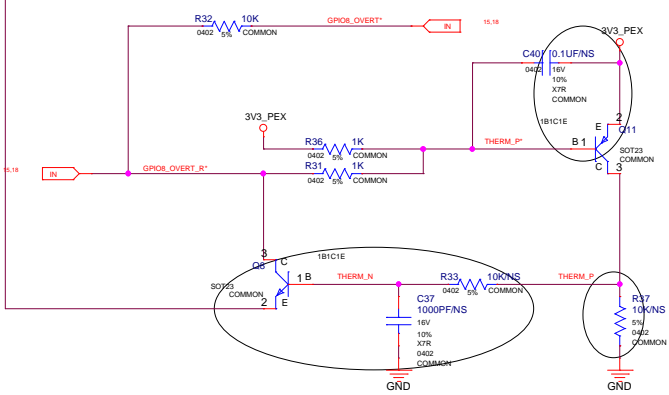 R32 10K
0402 5% COMMON
GPIO8_OVERT*
IN
15,18
3V3_PEX
C40 0.1UF/NS
0402 16V
10%
X7R
COMMON
3V3_PEX
R36 1K
0402 5% COMMON
THERM_P*
1B1C1E
B 1
E
2
Q11
SOT23
COMMON
C
3
15,18
IN
GPIO8_OVERT_R*
R31 1K
0402 5% COMMON
3
C
1B1C1E
Q6
SOT23
COMMON
1 B
2
E
THERM_N
R33 10K/NS
0402 5% COMMON
THERM_P
C37
1000PF/NS
16V
10%
X7R
0402
COMMON
GND
R37
10K/NS
5%
0402
COMMON
GND